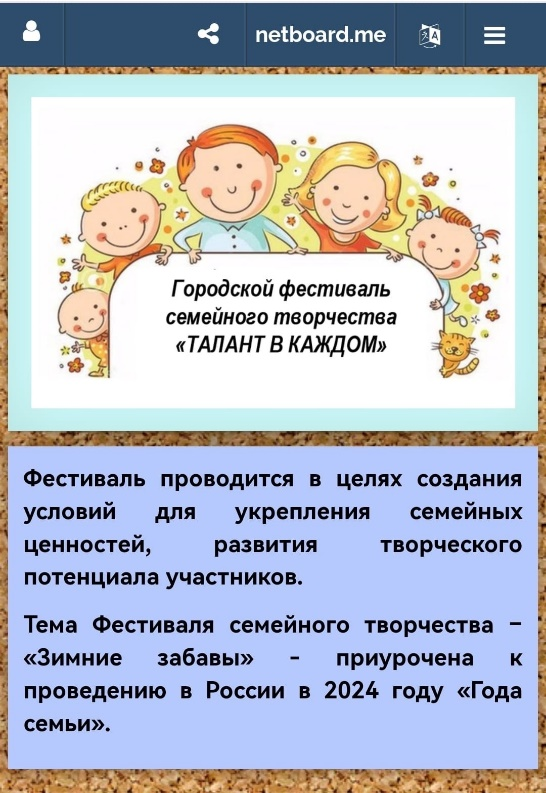 netboard.me
Городской фестиваль
семейного творчества
«ТАЛАНТ В КАЖДОМ»
Фестиваль проводится в целях создания
условий для укрепления семейных
ценностей, развития творческого
потенциала участников.
Тема Фестиваля семейного творчества –
«Зимние забавы» - приурочена к
проведению в России в 2024 году «Года
семьи».